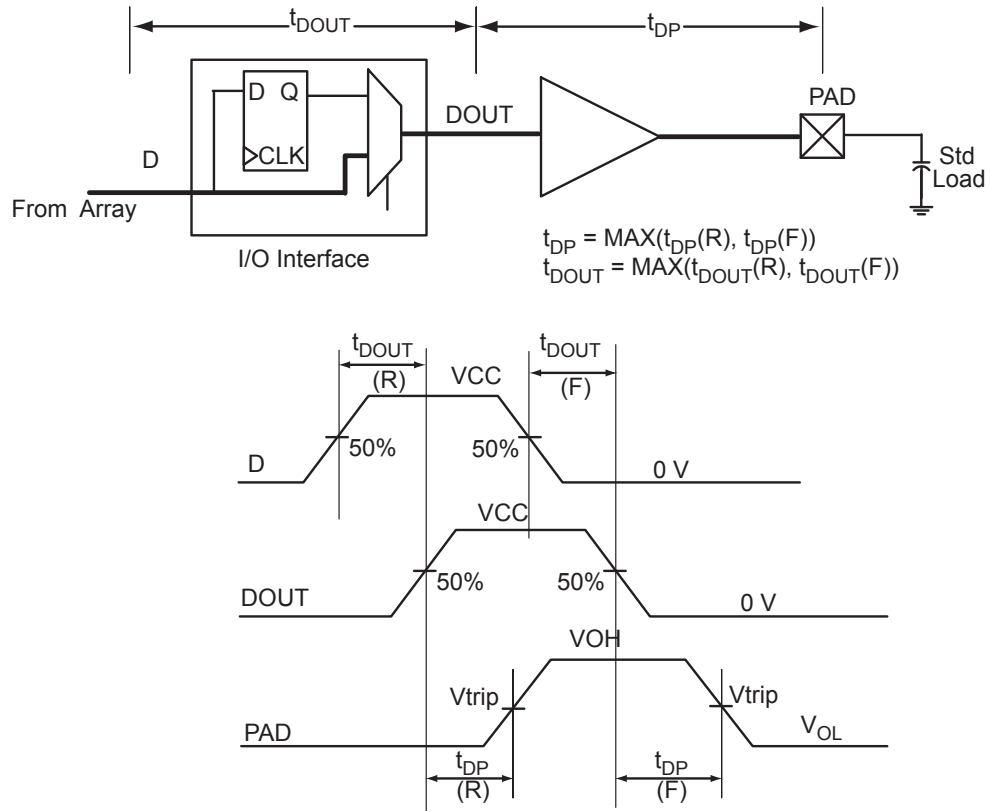 tDOUT
tDP
D Q
CLK
D
From Array
I/O Interface
DOUT
PAD
Std
Load
tDP = MAX(tDP(R), tDP(F))
tDOUT = MAX(tDOUT(R), tDOUT(F))
tDOUT
(R)
tDOUT
(F)
VCC
50%
50%
D
0 V
VCC
50%
50%
DOUT
0 V
VOH
Vtrip
Vtrip
PAD
VOL
tDP
(R)
tDP
(F)